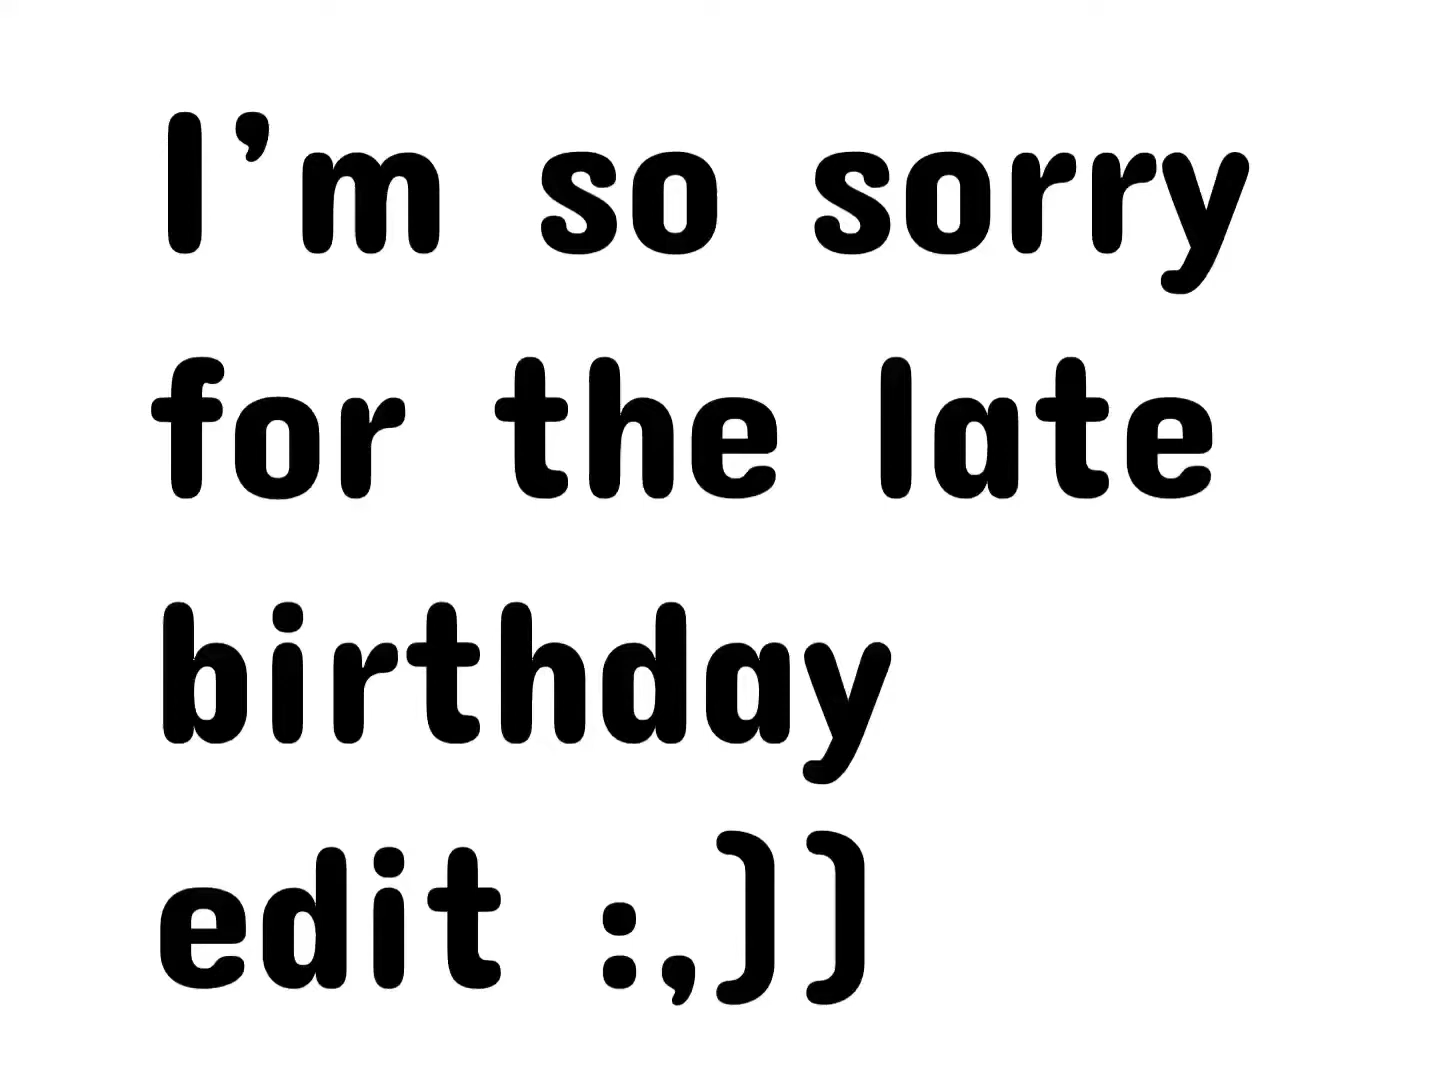 I’m so sorry
for the late
birthday
edit :,))